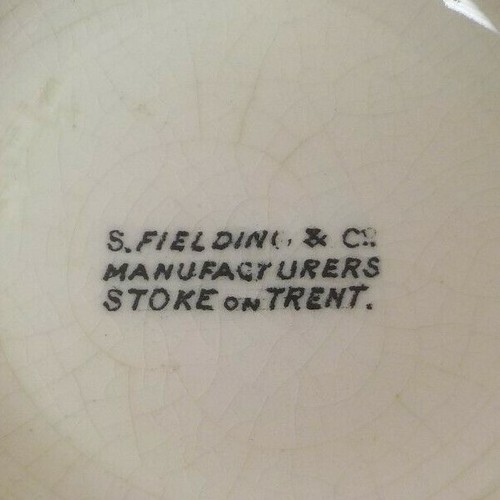 S. FIELDING & Co.
MANUFACTURERS
STOKE ON TRENT.